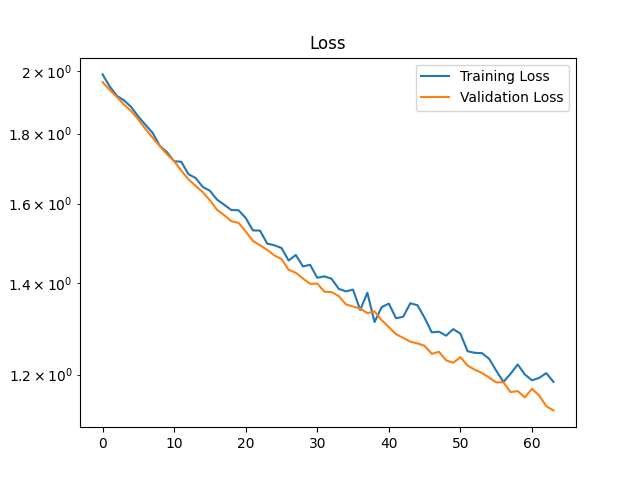 Loss
Training Loss
Validation Loss
2 × 10⁰
1.8 × 10⁰
1.6 × 10⁰
1.4 × 10⁰
1.2 × 10⁰
0 10 20 30 40 50 60